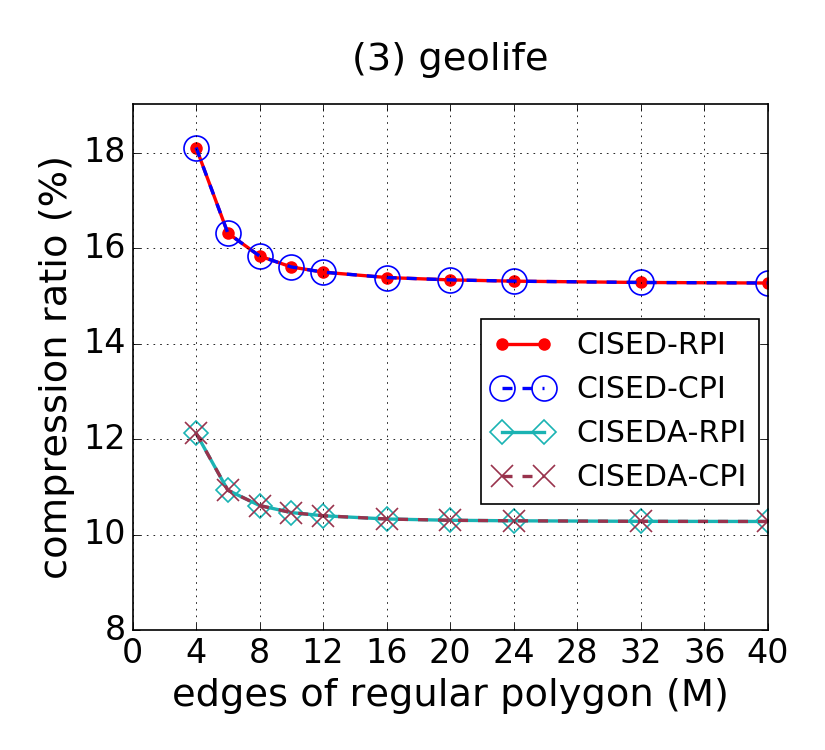 (3) geolife
compression ratio (%)
18
16
14
12
10
8
CISED-RPI
CISED-CPI
CISEDA-RPI
CISEDA-CPI
0 4 8 12 16 20 24 28 32 36 40
edges of regular polygon (M)